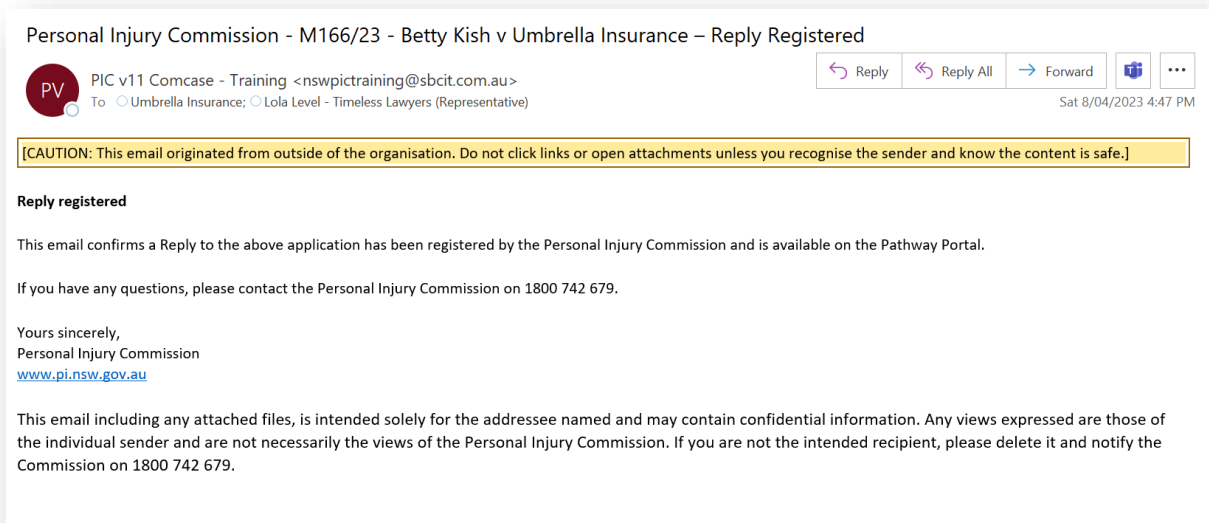 Personal Injury Commission - M166/23 - Betty Kish v Umbrella Insurance – Reply Registered
PV
PIC v11 Comcase - Training <nswpictraining@sbcit.com.au>
To Umbrella Insurance; Lola Level - Timeless Lawyers (Representative)
Reply Reply All Forward
Sat 8/04/2023 4:47 PM
[CAUTION: This email originated from outside of the organisation. Do not click links or open attachments unless you recognise the sender and know the content is safe.]
Reply registered
This email confirms a Reply to the above application has been registered by the Personal Injury Commission and is available on the Pathway Portal.
If you have any questions, please contact the Personal Injury Commission on 1800 742 679.
Yours sincerely,
Personal Injury Commission
www.pi.nsw.gov.au
This email including any attached files, is intended solely for the addressee named and may contain confidential information. Any views expressed are those of
the individual sender and are not necessarily the views of the Personal Injury Commission. If you are not the intended recipient, please delete it and notify the
Commission on 1800 742 679.